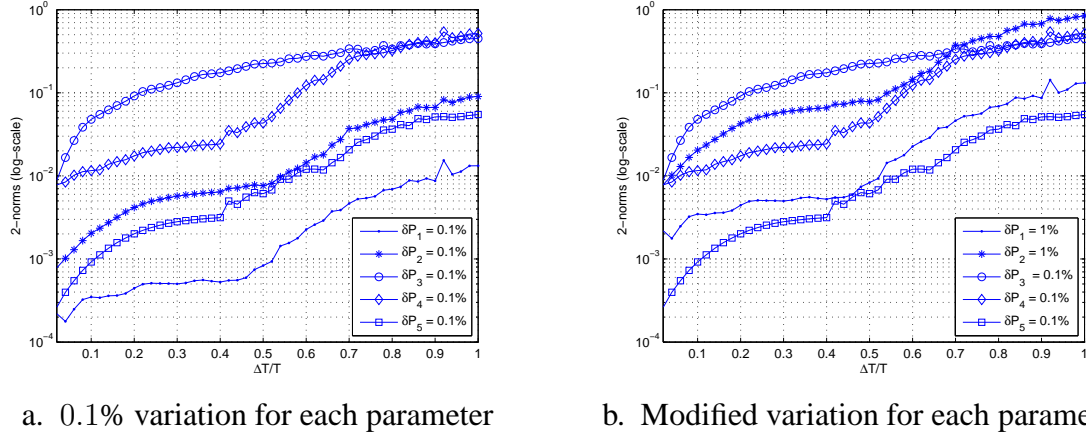 10⁰
10⁻¹
10⁻²
10⁻³
10⁻⁴
2−norms (log−scale)
0.1 0.2 0.3 0.4 0.5 0.6 0.7 0.8 0.9 1
ΔT/T
δP₁ = 0.1%
δP₂ = 0.1%
δP₃ = 0.1%
δP₄ = 0.1%
δP₅ = 0.1%
a. 0.1% variation for each parameter
10⁰
10⁻¹
10⁻²
10⁻³
10⁻⁴
2−norms (log−scale)
0.1 0.2 0.3 0.4 0.5 0.6 0.7 0.8 0.9 1
ΔT/T
δP₁ = 1%
δP₂ = 1%
δP₃ = 0.1%
δP₄ = 0.1%
δP₅ = 0.1%
b. Modified variation for each parame